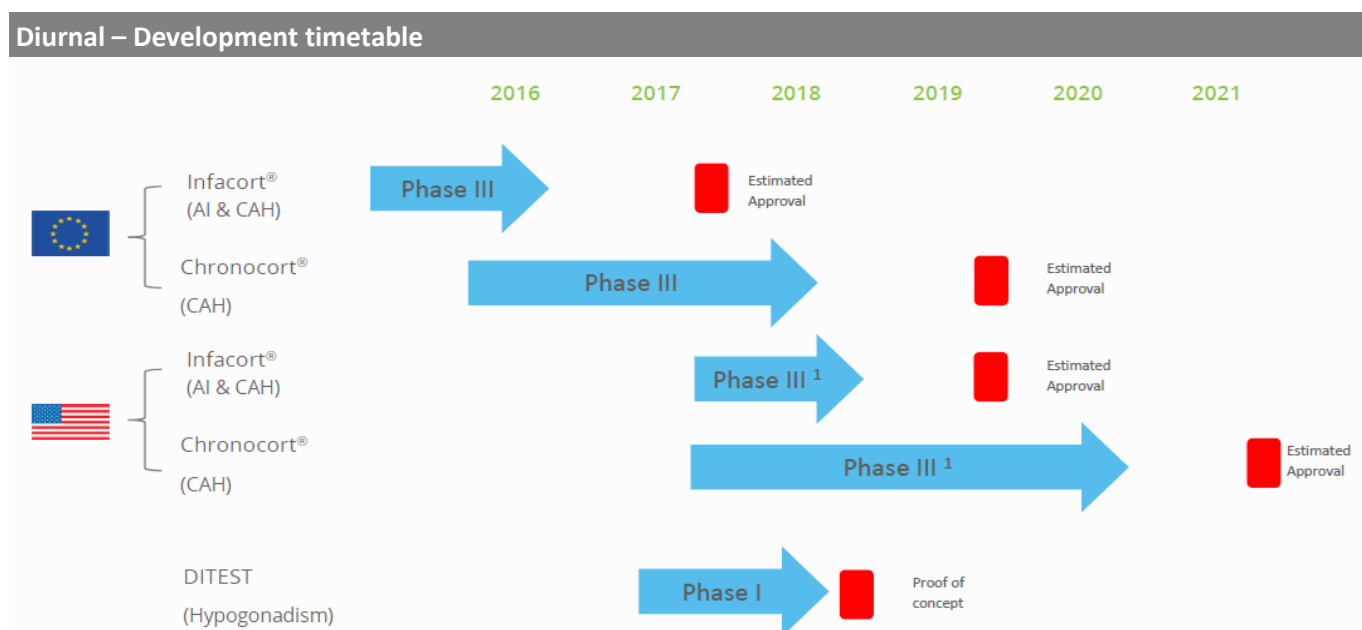 Diurnal – Development timetable
2016 2017 2018 2019 2020 2021
Infacort®
(AI & CAH)
Phase III
Estimated
Approval
Chronocort®
(CAH)
Phase III
Estimated
Approval
Infacort®
(AI & CAH)
Phase III ¹
Estimated
Approval
Chronocort®
(CAH)
Phase III ¹
Estimated
Approval
DITEST
(Hypogonadism)
Phase I
Proof of
concept